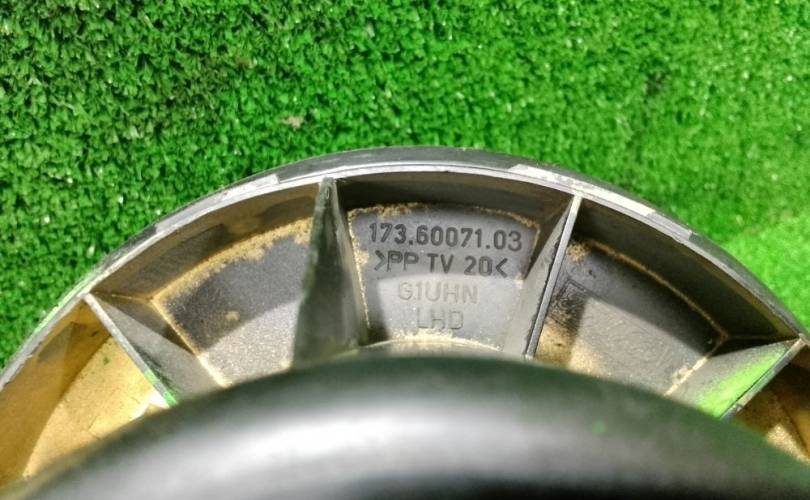 173.60071.03
>PP TV 20<
G1UHN
LHD